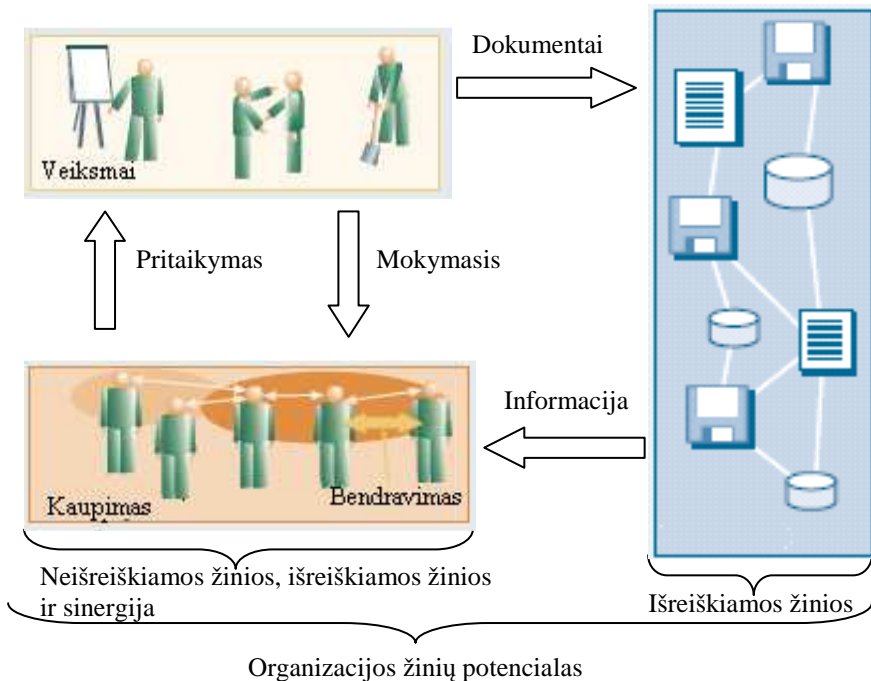 Dokumentai
Veiksmai
Pritaikymas
Mokymasis
Informacija
Kaupimas
Bendravimas
Neišreiškiamos žinios, išreiškiamos žinios
ir sinergija
Išreiškiamos žinios
Organizacijos žinių potencialas